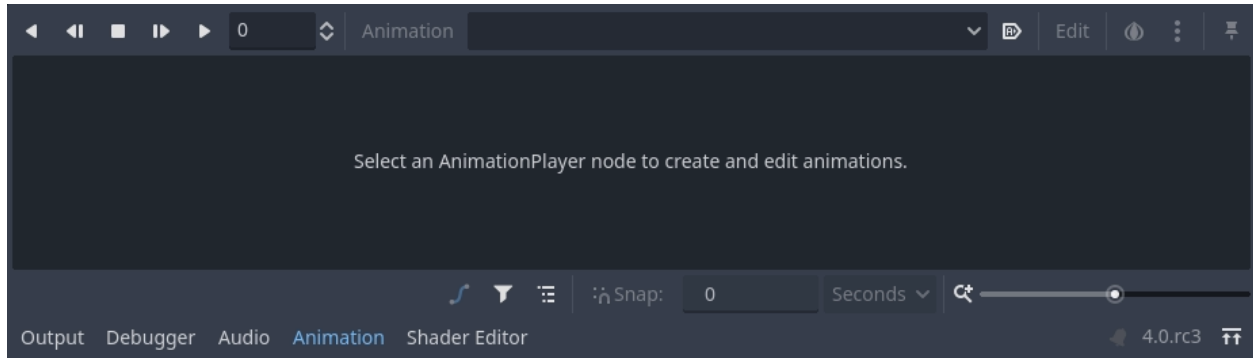 0 Animation Edit
Select an AnimationPlayer node to create and edit animations.
Snap: 0 Seconds
Output Debugger Audio Animation Shader Editor 4.0.rc3